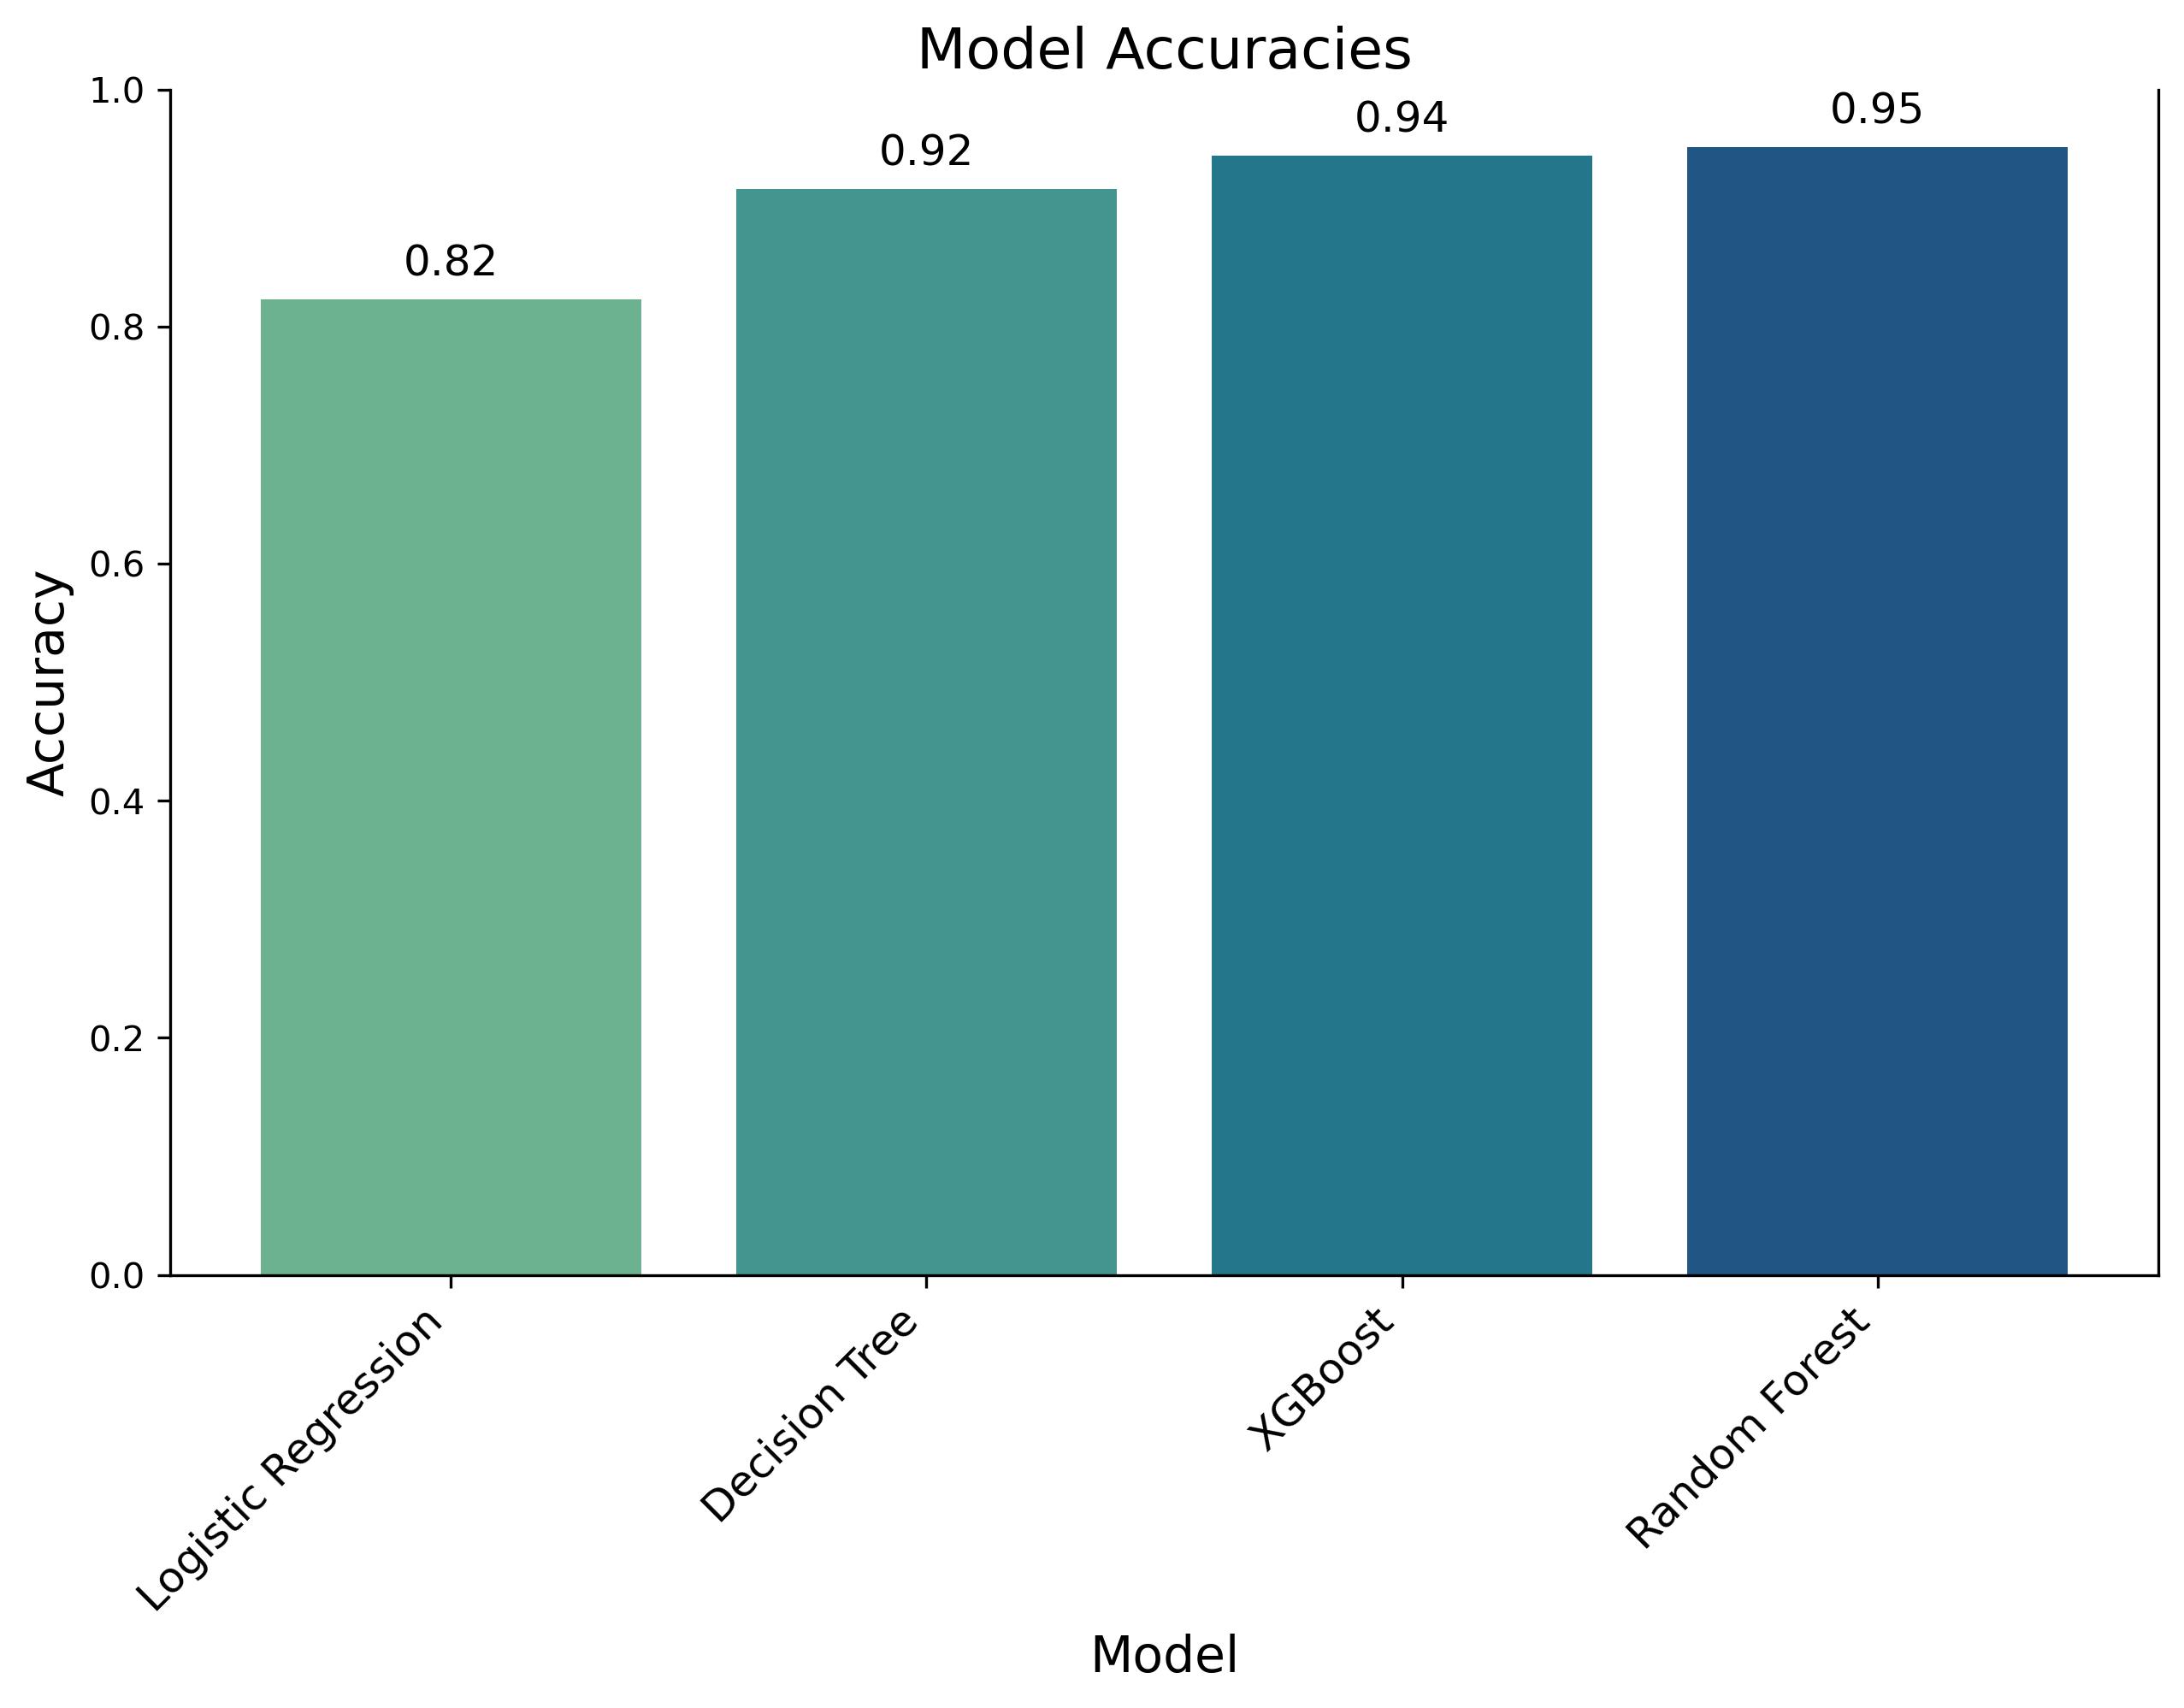 Model Accuracies
1.0
0.8
0.6
0.4
0.2
0.0
Accuracy
0.82
0.92
0.94
0.95
Logistic Regression
Decision Tree
XGBoost
Random Forest
Model